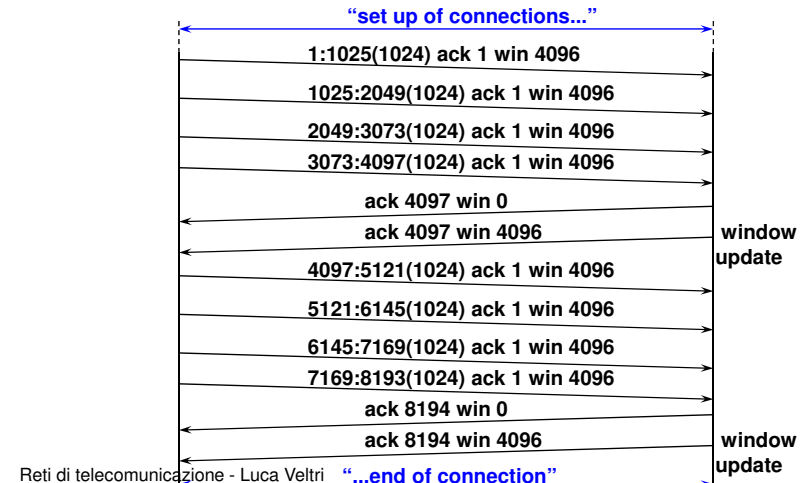 “set up of connections...”
1:1025(1024) ack 1 win 4096
1025:2049(1024) ack 1 win 4096
2049:3073(1024) ack 1 win 4096
3073:4097(1024) ack 1 win 4096
ack 4097 win 0
ack 4097 win 4096
window
update
4097:5121(1024) ack 1 win 4096
5121:6145(1024) ack 1 win 4096
6145:7169(1024) ack 1 win 4096
7169:8193(1024) ack 1 win 4096
ack 8194 win 0
ack 8194 win 4096
window
update
Reti di telecomunicazione - Luca Veltri
“...end of connection”